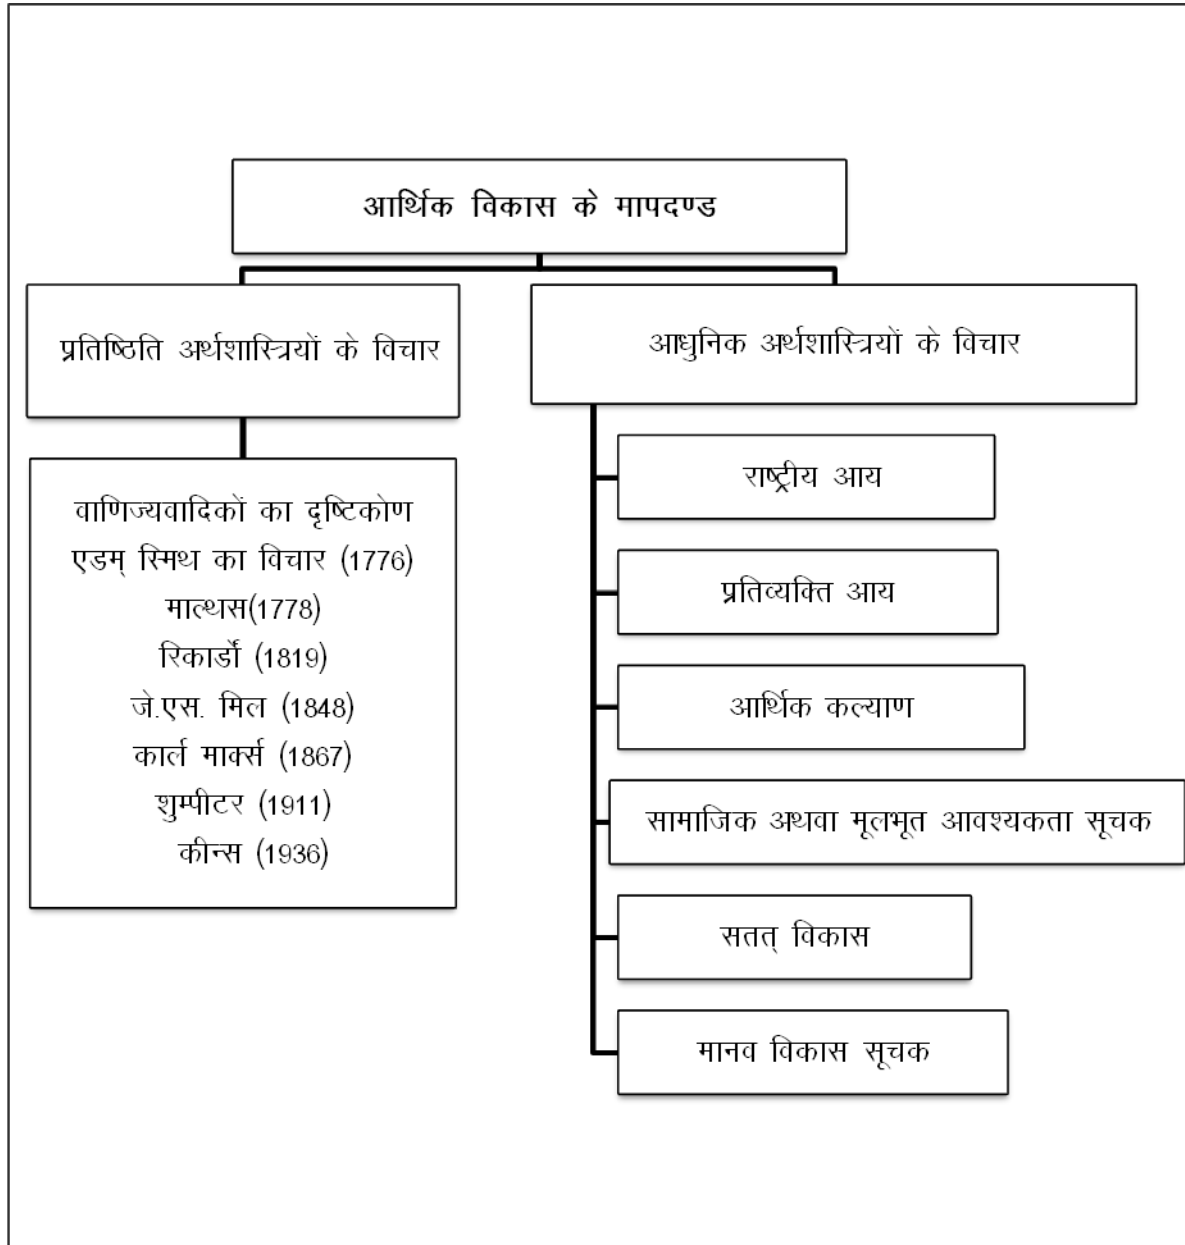 आर्थिक विकास के मापदण्ड
प्रतिष्ठिति अर्थशास्त्रियों के विचार
वाणिज्यवादिकों का दृष्टिकोण
एडम् स्मिथ का विचार (1776)
माल्थस(1778)
रिकार्डों (1819)
जे.एस. मिल (1848)
कार्ल मार्क्स (1867)
शुम्पीटर (1911)
कीन्स (1936)
आधुनिक अर्थशास्त्रियों के विचार
राष्ट्रीय आय
प्रतिव्यक्ति आय
आर्थिक कल्याण
सामाजिक अथवा मूलभूत आवश्यकता सूचक
सतत् विकास
मानव विकास सूचक